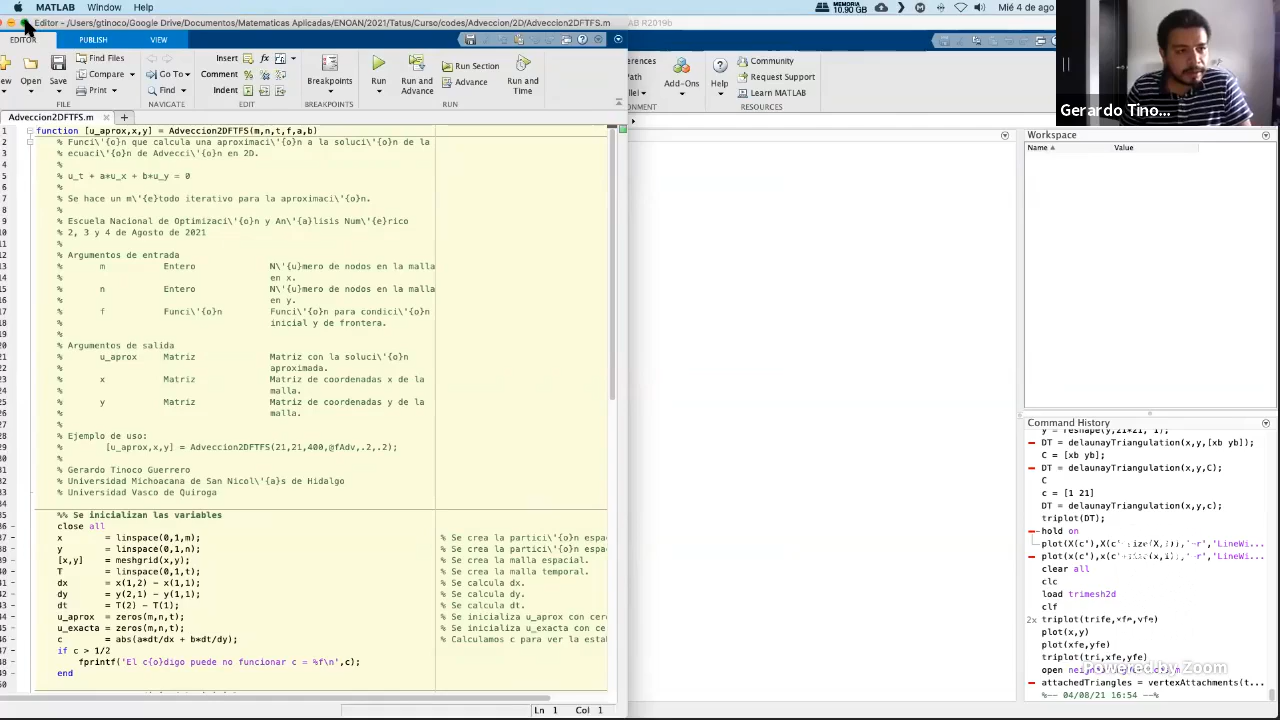 MATLAB Window Help
MEMORIA
10.90 GB
Mié 4 de ago
Editor - /Users/gtinoco/Google Drive/Documentos/Matematicas Aplicadas/ENOAN/2021/Tatus/Curso/codes/Adveccion/2D/Adveccion2DFTFS.m
AB R2019b
EDITOR PUBLISH VIEW
Open Save
Find Files
Compare
Print
Go To
Find
Insert
Comment
Indent
Breakpoints
Run
Run and
Advance
Run Section
Advance
Run and
Time
FILE NAVIGATE EDIT BREAKPOINTS RUN
Add-Ons
Help
Community
Request Support
Learn MATLAB
RESOURCES
Gerardo Tino...
Adveccion2DFTFS.m
function [u_aprox,x,y] = Adveccion2DFTFS(m,n,t,f,a,b)
% Funci\'{o}n que calcula una aproximaci\'{o}n a la soluci\'{o}n de la
% ecuaci\'{o}n de Advecci\'{o}n en 2D.
%
% u_t + a*u_x + b*u_y = 0
%
% Se hace un m\'{e}todo iterativo para la aproximaci\'{o}n.
%
% Escuela Nacional de Optimizaci\'{o}n y An\'{a}lisis Num\'{e}rico
% 2, 3 y 4 de Agosto de 2021
%
% Argumentos de entrada
% m Entero N\'{u}mero de nodos en la malla
% en x.
% n Entero N\'{u}mero de nodos en la malla
% en y.
% f Funci\'{o}n Funci\'{o}n para condici\'{o}n
% inicial y de frontera.
%
% Argumentos de salida
% u_aprox Matriz Matriz con la soluci\'{o}n
% aproximada.
% x Matriz Matriz de coordenadas x de la
% malla.
% y Matriz Matriz de coordenadas y de la
% malla.
%
% Ejemplo de uso:
% [u_aprox,x,y] = Adveccion2DFTFS(21,21,400,@fAdv,.2,.2);
%
% Gerardo Tinoco Guerrero
% Universidad Michoacana de San Nicol\'{a}s de Hidalgo
% Universidad Vasco de Quiroga
%% Se inicializan las variables
close all
x = linspace(0,1,m); % Se crea la partici\'{o}n espa
y = linspace(0,1,n); % Se crea la partici\'{o}n espa
[x,y] = meshgrid(x,y); % Se crea la malla espacial.
T = linspace(0,1,t); % Se crea la malla temporal.
dx = x(1,2) - x(1,1); % Se calcula dx.
dy = y(2,1) - y(1,1); % Se calcula dy.
dt = T(2) - T(1); % Se calcula dt.
u_aprox = zeros(m,n,t); % Se inicializa u_aprox con cer
u_exacta = zeros(m,n,t); % Se inicializa u_exacta con ce
c = abs(a*dt/dx + b*dt/dy); % Calculamos c para ver la esta
if c > 1/2
fprintf('El c{o}digo puede no funcionar c = %f\n',c);
end
Ln 1 Col 1
Workspace
Name Value
Command History
y = reshape(y,21*21, 1);
DT = delaunayTriangulation(x,y,[xb yb]);
C = [xb yb];
DT = delaunayTriangulation(x,y,C);
C
c = [1 21]
DT = delaunayTriangulation(x,y,c);
triplot(DT);
hold on
clear all
clc
load trimesh2d
clf
2x triplot(trife,xfe,yfe)
plot(x,y)
plot(xfe,yfe)
triplot(tri,xfe,yfe)
attachedTriangles = vertexAttachments(t...
%-- 04/08/21 16:54 --%
Powered by Zoom